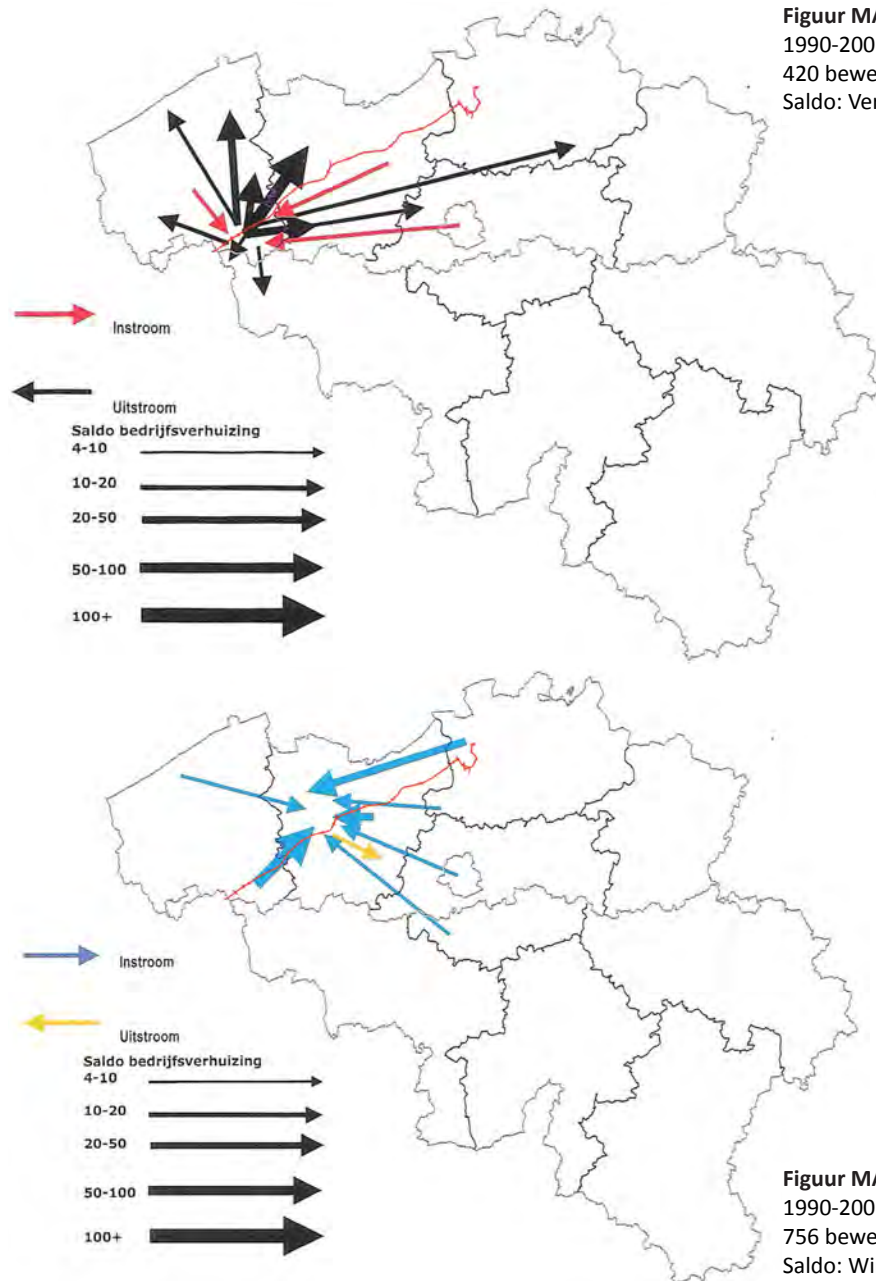 Figuur MA
1990-200
420 bewe
Saldo: Ver
Instroom
Uitstroom
Saldo bedrijfsverhuizing
4-10
10-20
20-50
50-100
100+
Instroom
Uitstroom
Saldo bedrijfsverhuizing
4-10
10-20
20-50
50-100
100+
Figuur MA
1990-200
756 bewe
Saldo: Wi